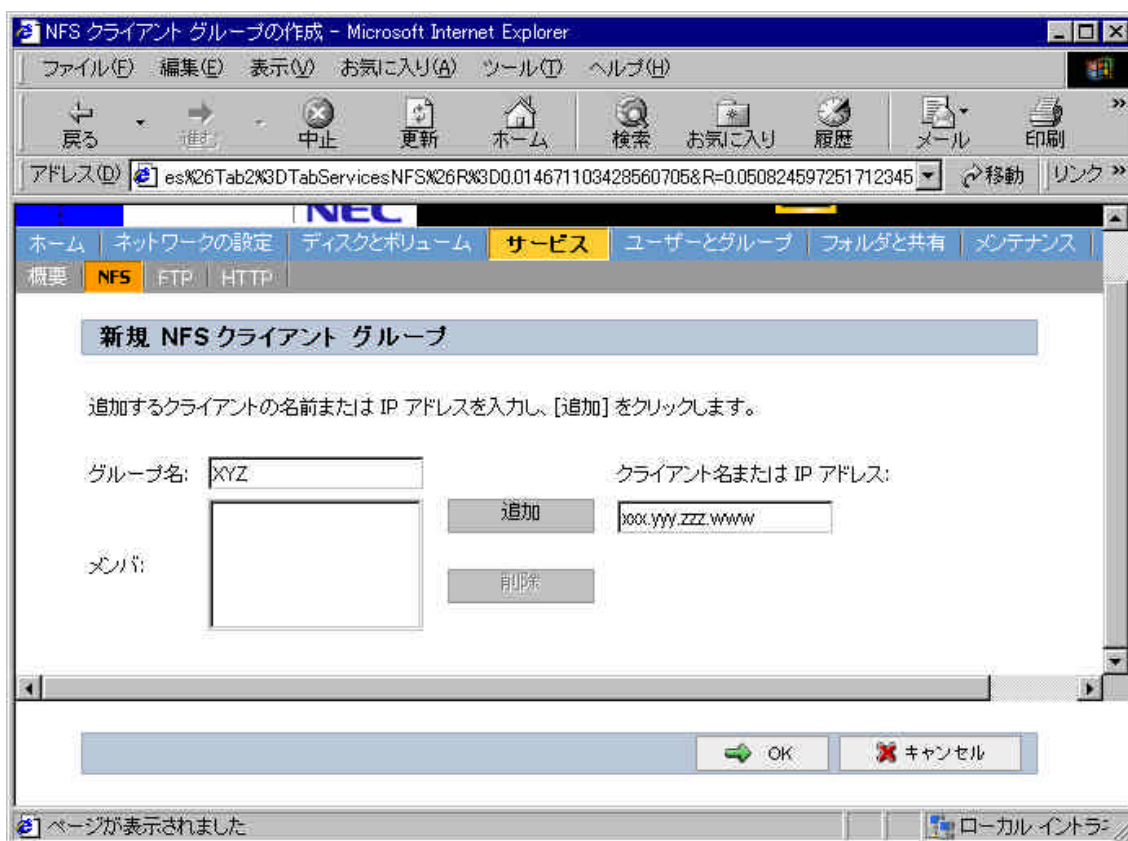 NFS クライアント グループの作成 - Microsoft Internet Explorer
ファイル(F) 編集(E) 表示(V) お気に入り(A) ツール(T) ヘルプ(H)
戻る 進む 中止 更新 ホーム 検索 お気に入り 履歴 メール 印刷 »
アドレス(D) es%26Tab2%3DTabServicesNFS%26R%3D0.014671103428560705&R=0.050824597251712345 移動 リンク »
NEC
ホーム ネットワークの設定 ディスクとボリューム サービス ユーザーとグループ フォルダと共有 メンテナンス
概要 NFS FTP HTTP
新規 NFS クライアント グループ
追加するクライアントの名前または IP アドレスを入力し、[追加] をクリックします。
グループ名: XYZ クライアント名または IP アドレス:
追加 xxx.yyy.zzz.www
メンバ:
削除
OK キャンセル
ページが表示されました ローカル イントラ